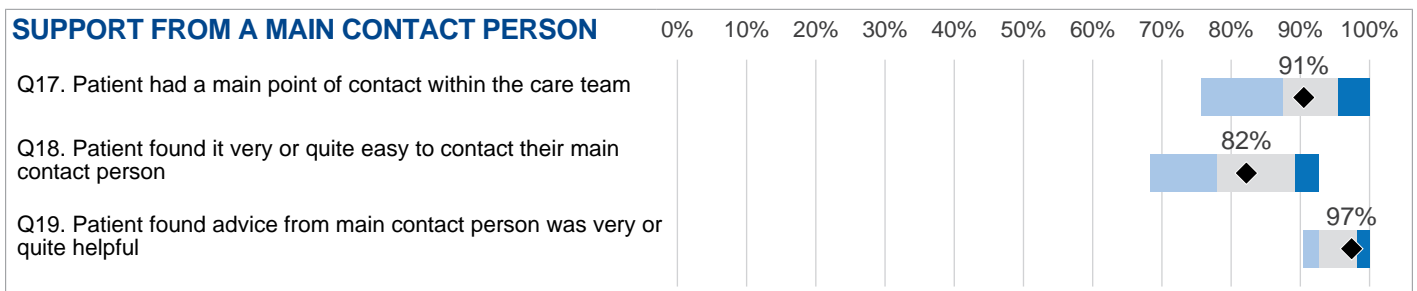 SUPPORT FROM A MAIN CONTACT PERSON 0% 10% 20% 30% 40% 50% 60% 70% 80% 90% 100%
91%
Q17. Patient had a main point of contact within the care team
82%
Q18. Patient found it very or quite easy to contact their main
contact person
97%
Q19. Patient found advice from main contact person was very or
quite helpful